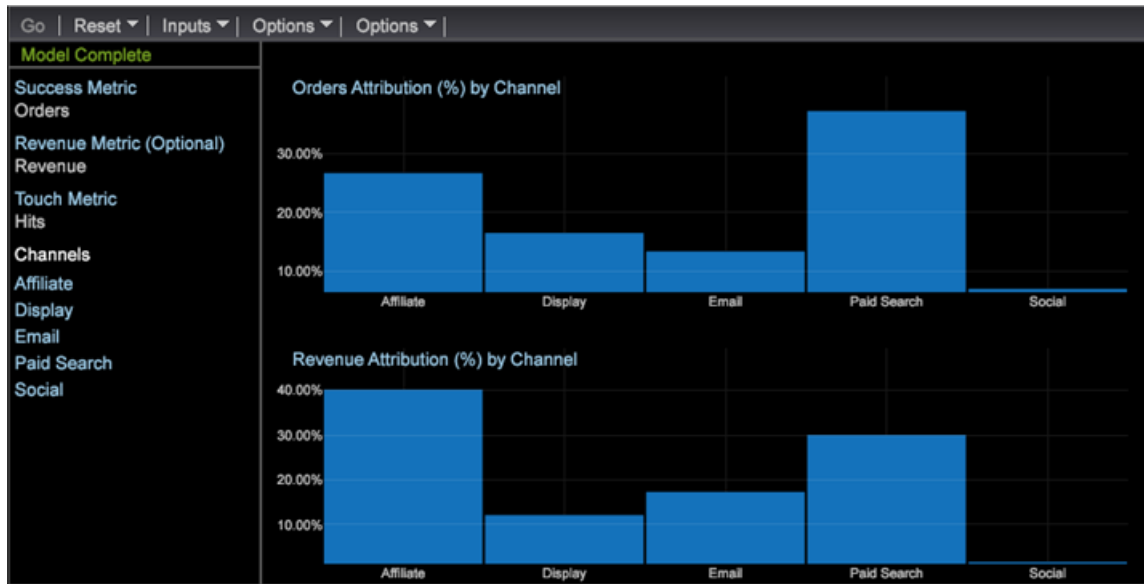 Go | Reset ▼ | Inputs ▼ | Options ▼ | Options ▼ |
Model Complete
Success Metric
Orders
Revenue Metric (Optional)
Revenue
Touch Metric
Hits
Channels
Affiliate
Display
Email
Paid Search
Social
Orders Attribution (%) by Channel
30.00%
20.00%
10.00%
Affiliate Display Email Paid Search Social
Revenue Attribution (%) by Channel
40.00%
30.00%
20.00%
10.00%
Affiliate Display Email Paid Search Social